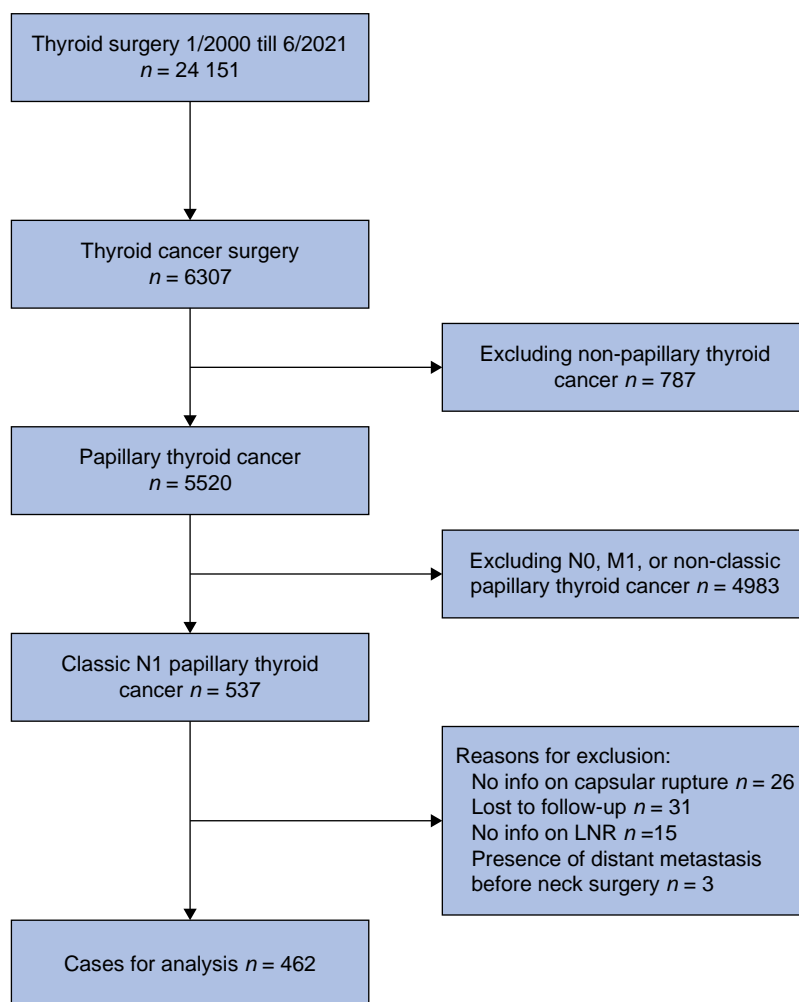 Thyroid surgery 1/2000 till 6/2021
n = 24 151
Thyroid cancer surgery
n = 6307
Excluding non-papillary thyroid
cancer n = 787
Papillary thyroid cancer
n = 5520
Excluding N0, M1, or non-classic
papillary thyroid cancer n = 4983
Classic N1 papillary thyroid
cancer n = 537
Reasons for exclusion:
No info on capsular rupture n = 26
Lost to follow-up n = 31
No info on LNR n =15
Presence of distant metastasis
before neck surgery n = 3
Cases for analysis n = 462